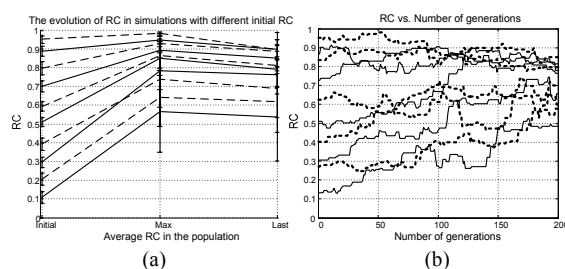 The evolution of RC in simulations with different initial RC
1
0.9
0.8
0.7
0.6
0.5
0.4
0.3
0.2
0.1
0
RC
Initial
Max
Last
Average RC in the population
(a)
RC vs. Number of generations
1
0.9
0.8
0.7
0.6
0.5
0.4
0.3
0.2
0.1
0
RC
0
50
100
150
200
Number of generations
(b)